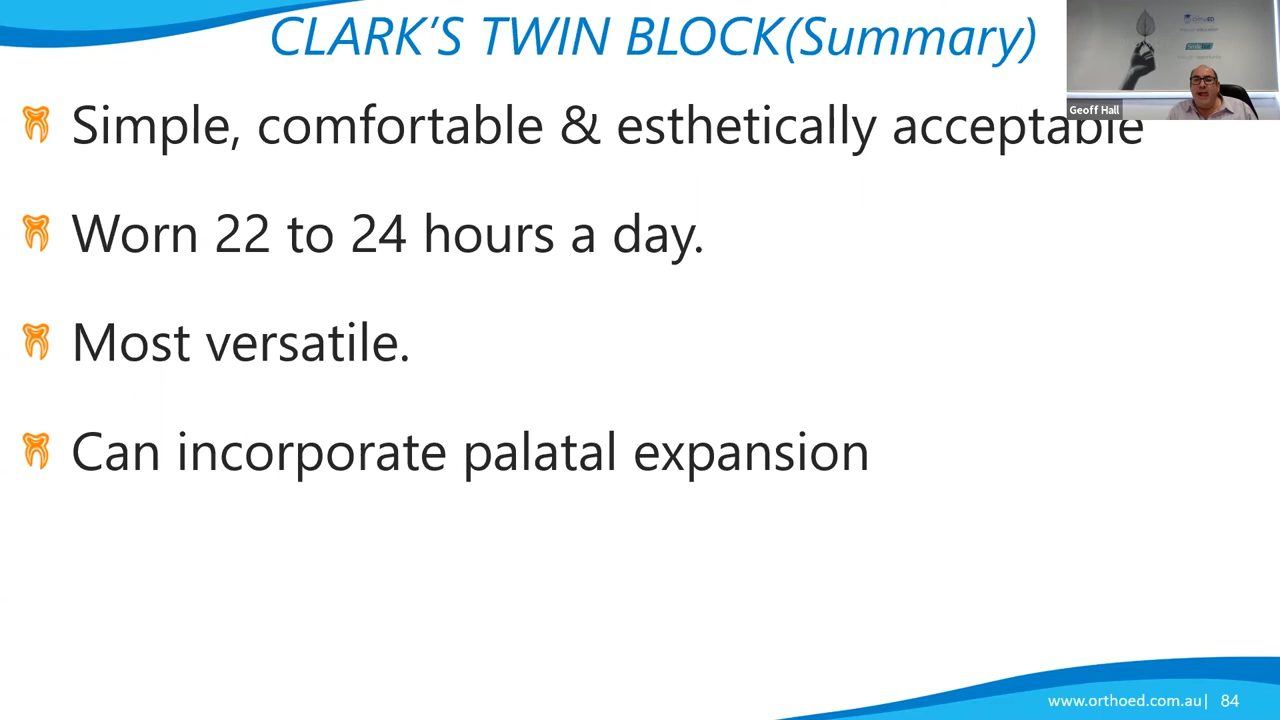 CLARK'S TWIN BLOCK(Summary)
Geoff Hall
Simple, comfortable & esthetically acceptable
Worn 22 to 24 hours a day.
Most versatile.
Can incorporate palatal expansion
www.orthoed.com.au| 84